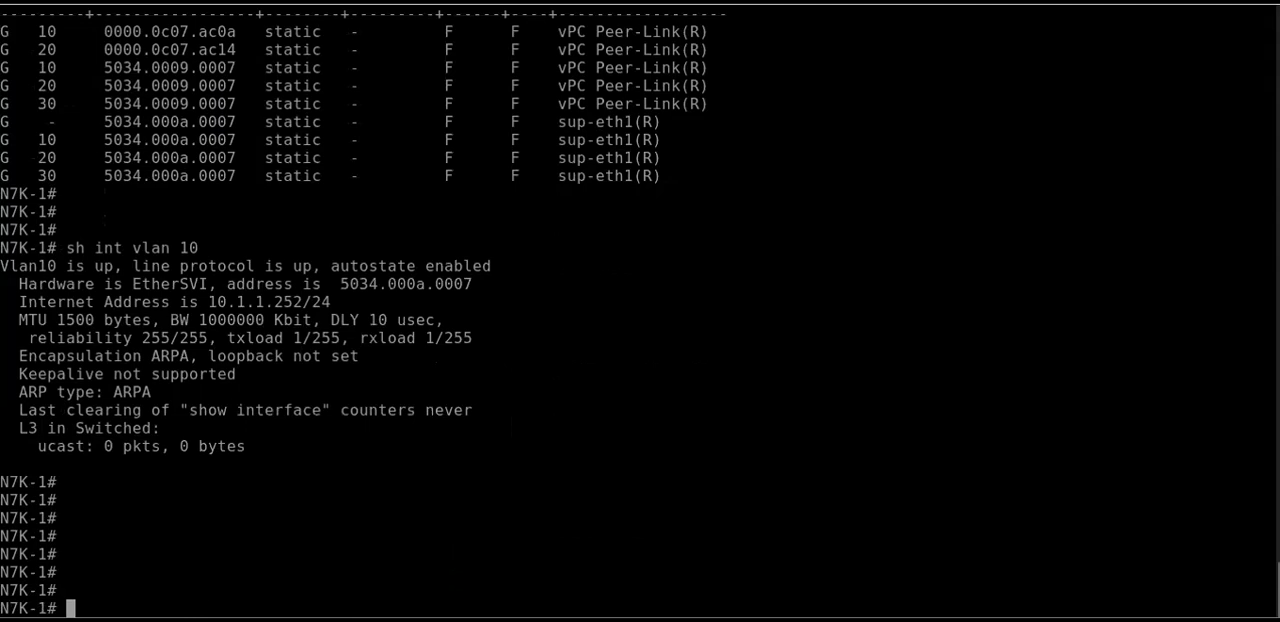 ---------+-----------------+--------+---------+------+----+------------------
G   10     0000.0c07.ac0a   static   -         F      F    vPC Peer-Link(R)
G   20     0000.0c07.ac14   static   -         F      F    vPC Peer-Link(R)
G   10     5034.0009.0007   static   -         F      F    vPC Peer-Link(R)
G   20     5034.0009.0007   static   -         F      F    vPC Peer-Link(R)
G   30     5034.0009.0007   static   -         F      F    vPC Peer-Link(R)
G    -     5034.000a.0007   static   -         F      F    sup-eth1(R)
G   10     5034.000a.0007   static   -         F      F    sup-eth1(R)
G   20     5034.000a.0007   static   -         F      F    sup-eth1(R)
G   30     5034.000a.0007   static   -         F      F    sup-eth1(R)
N7K-1#
N7K-1#
N7K-1#
N7K-1# sh int vlan 10
Vlan10 is up, line protocol is up, autostate enabled
  Hardware is EtherSVI, address is  5034.000a.0007
  Internet Address is 10.1.1.252/24
  MTU 1500 bytes, BW 1000000 Kbit, DLY 10 usec,
   reliability 255/255, txload 1/255, rxload 1/255
  Encapsulation ARPA, loopback not set
  Keepalive not supported
  ARP type: ARPA
  Last clearing of "show interface" counters never
  L3 in Switched:
    ucast: 0 pkts, 0 bytes
N7K-1#
N7K-1#
N7K-1#
N7K-1#
N7K-1#
N7K-1#
N7K-1#
N7K-1#